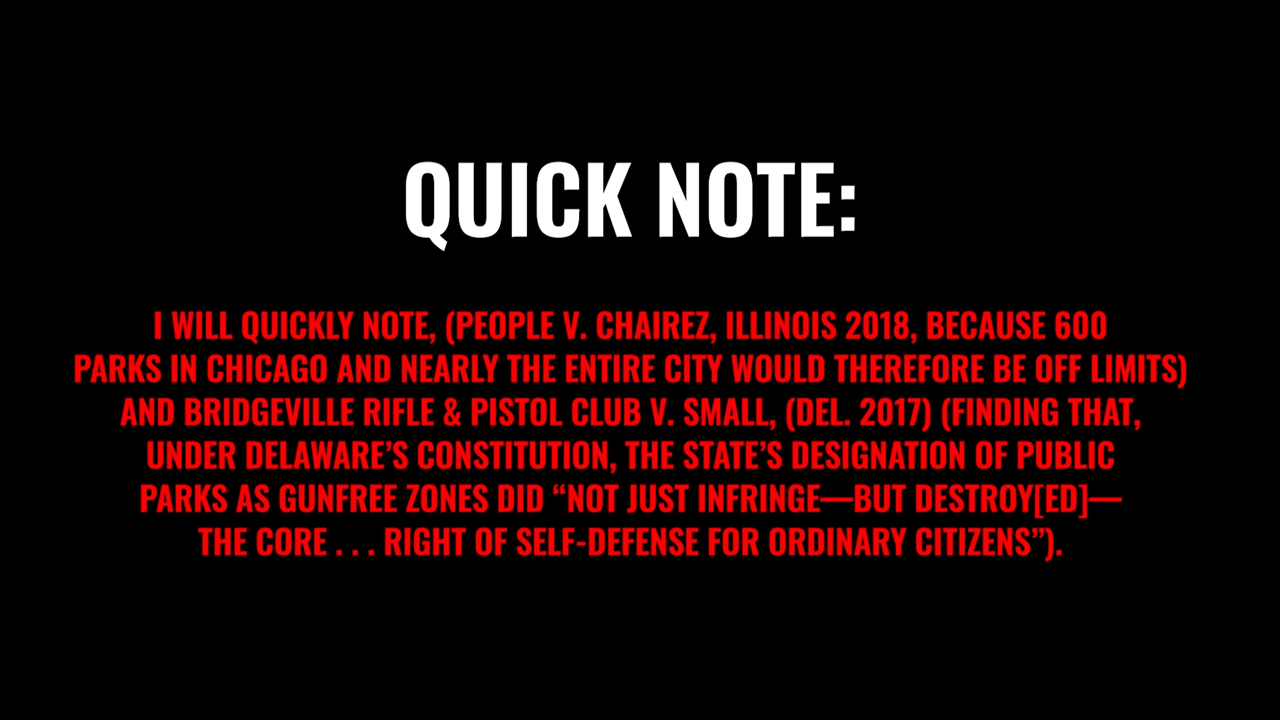 QUICK NOTE:
I WILL QUICKLY NOTE, (PEOPLE V. CHAIREZ, ILLINOIS 2018, BECAUSE 600
PARKS IN CHICAGO AND NEARLY THE ENTIRE CITY WOULD THEREFORE BE OFF LIMITS)
AND BRIDGEVILLE RIFLE & PISTOL CLUB V. SMALL, (DEL. 2017) (FINDING THAT,
UNDER DELAWARE’S CONSTITUTION, THE STATE’S DESIGNATION OF PUBLIC
PARKS AS GUNFREE ZONES DID “NOT JUST INFRINGE—BUT DESTROY[ED]—
THE CORE . . . RIGHT OF SELF-DEFENSE FOR ORDINARY CITIZENS”).